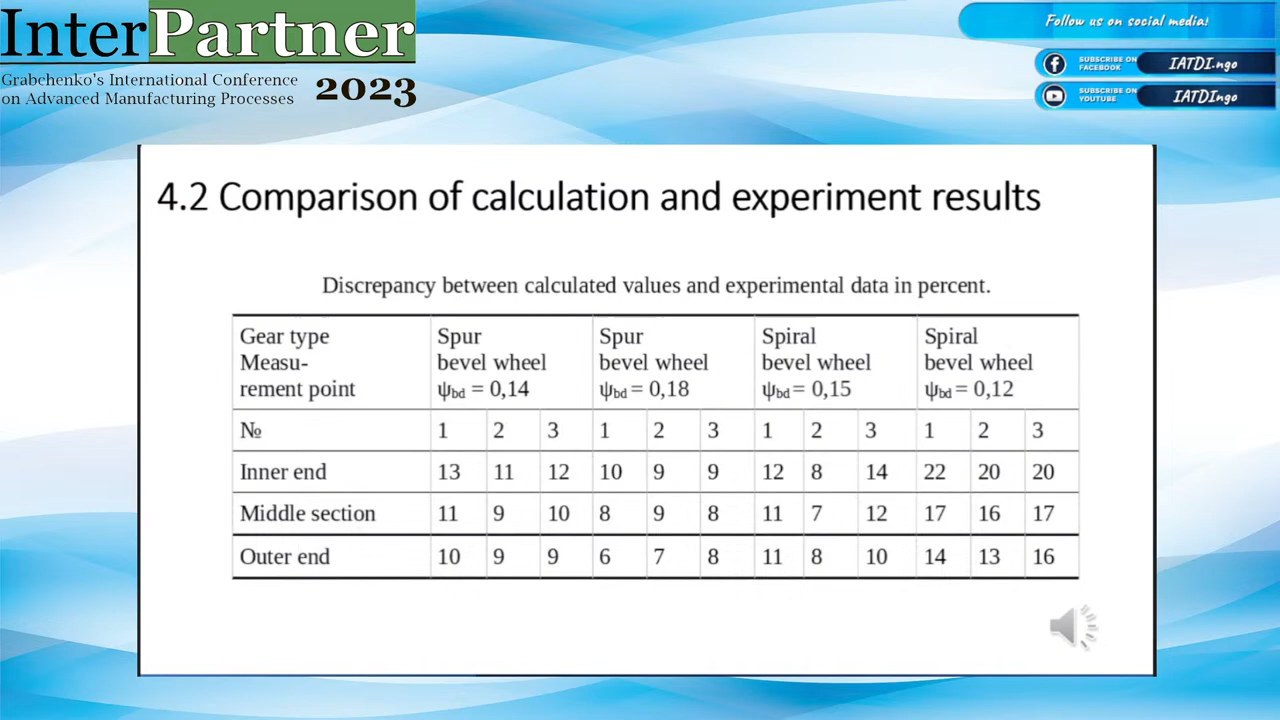 InterPartner
Grabchenko's International Conference
on Advanced Manufacturing Processes
2023
Follow us on social media!
SUBSCRIBE ON
FACEBOOK
IATDI.ngo
SUBSCRIBE ON
YOUTUBE
IATDIngo
4.2 Comparison of calculation and experiment results
Discrepancy between calculated values and experimental data in percent.
Gear type
Measu-
rement point
Spur
bevel wheel
ψbd = 0,14
Spur
bevel wheel
ψbd = 0,18
Spiral
bevel wheel
ψbd = 0,15
Spiral
bevel wheel
ψbd = 0,12
№ 1 2 3 1 2 3 1 2 3 1 2 3
Inner end 13 11 12 10 9 9 12 8 14 22 20 20
Middle section 11 9 10 8 9 8 11 7 12 17 16 17
Outer end 10 9 9 6 7 8 11 8 10 14 13 16